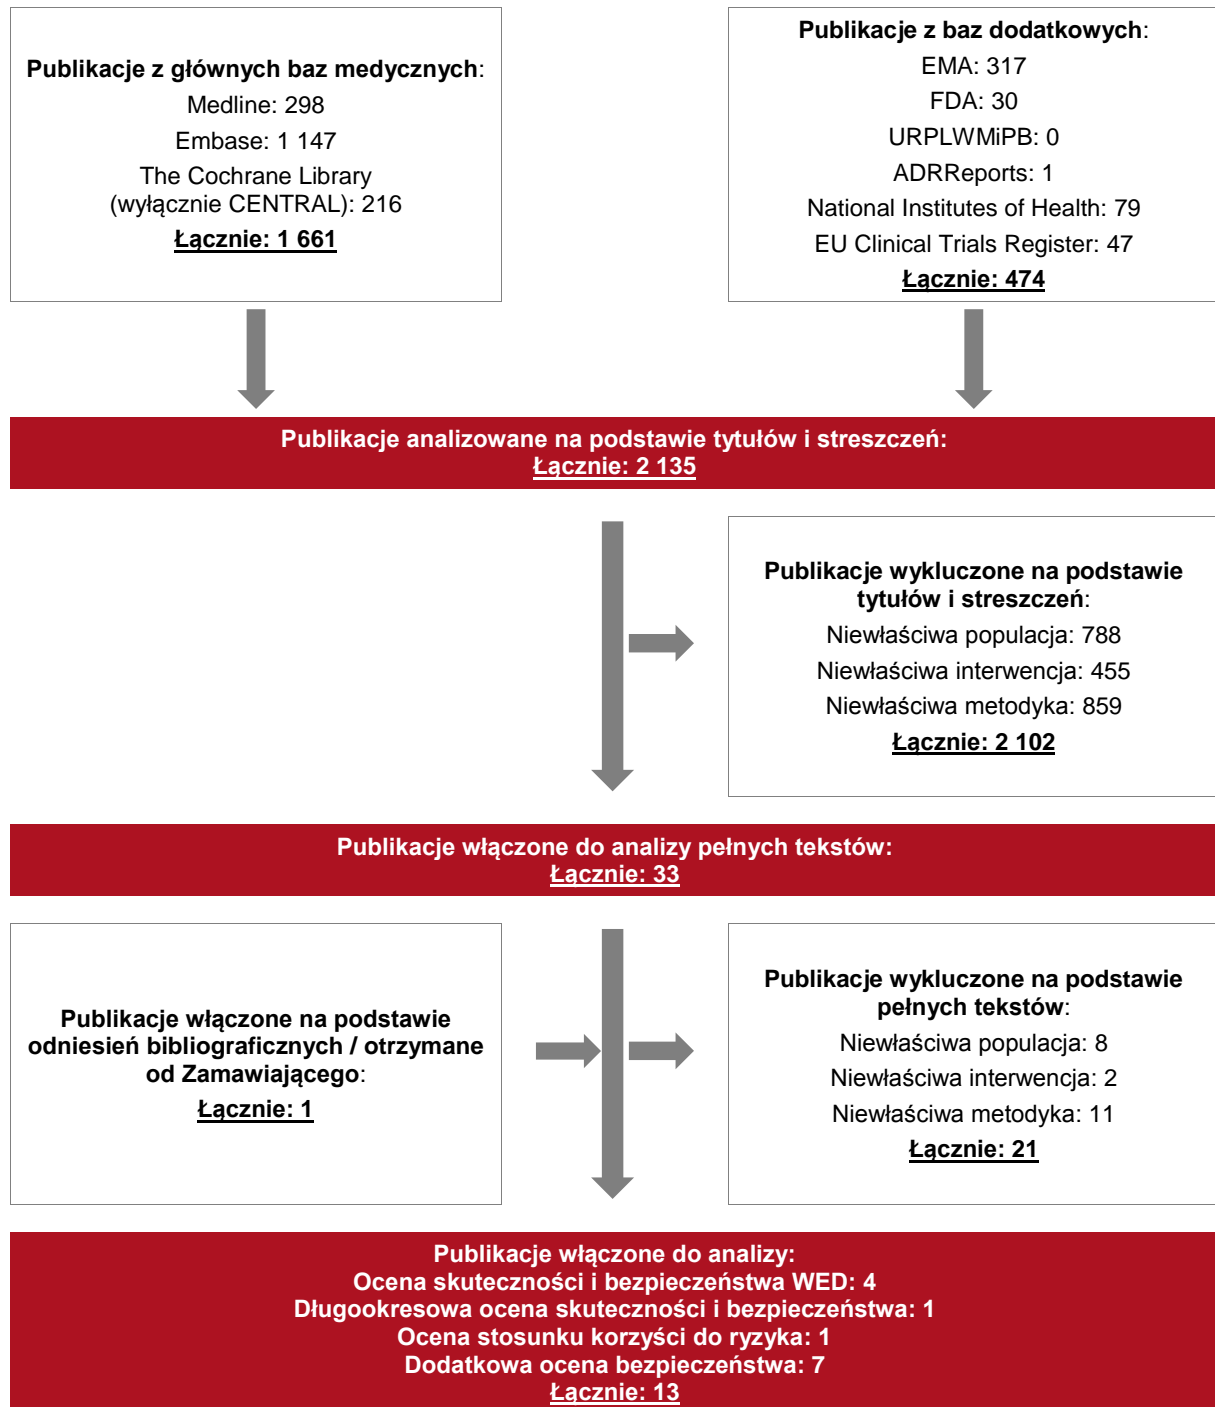 Publikacje z głównych baz medycznych:
Medline: 298
Embase: 1 147
The Cochrane Library
(wyłącznie CENTRAL): 216
Łącznie: 1 661
Publikacje z baz dodatkowych:
EMA: 317
FDA: 30
URPLWMiPB: 0
ADRReports: 1
National Institutes of Health: 79
EU Clinical Trials Register: 47
Łącznie: 474
Publikacje analizowane na podstawie tytułów i streszczeń:
Łącznie: 2 135
Publikacje wykluczone na podstawie
tytułów i streszczeń:
Niewłaściwa populacja: 788
Niewłaściwa interwencja: 455
Niewłaściwa metodyka: 859
Łącznie: 2 102
Publikacje włączone do analizy pełnych tekstów:
Łącznie: 33
Publikacje włączone na podstawie
odniesień bibliograficznych / otrzymane
od Zamawiającego:
Łącznie: 1
Publikacje wykluczone na podstawie
pełnych tekstów:
Niewłaściwa populacja: 8
Niewłaściwa interwencja: 2
Niewłaściwa metodyka: 11
Łącznie: 21
Publikacje włączone do analizy:
Ocena skuteczności i bezpieczeństwa WED: 4
Długookresowa ocena skuteczności i bezpieczeństwa: 1
Ocena stosunku korzyści do ryzyka: 1
Dodatkowa ocena bezpieczeństwa: 7
Łącznie: 13